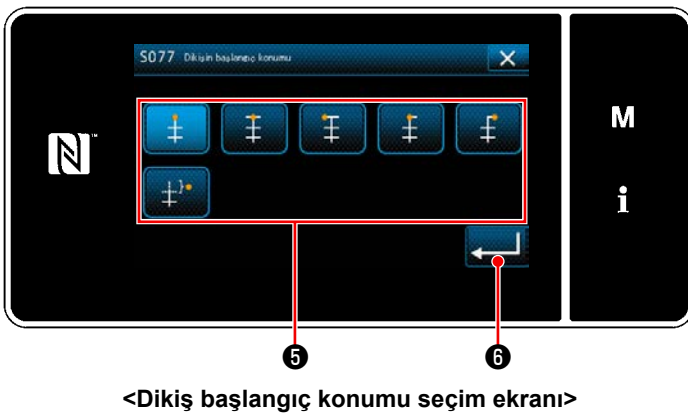 S077 Dikişin başlangıç konumu
M
i
❺
❻
<Dikiş başlangıç konumu seçim ekranı>